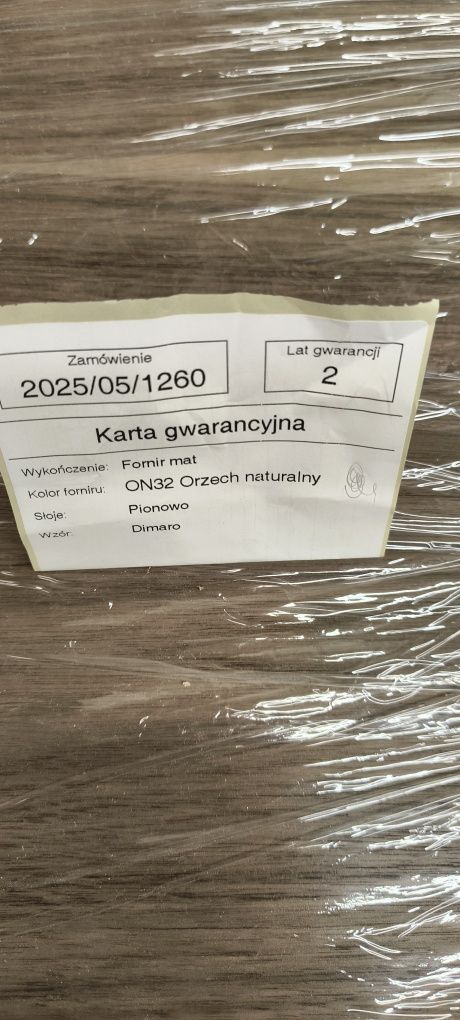 Zamówienie
2025/05/1260
Lat gwarancji
2
Karta gwarancyjna
Wykończenie: Fornir mat
Kolor forniru: ON32 Orzech naturalny
Słoje: Pionowo
Wzór: Dimaro